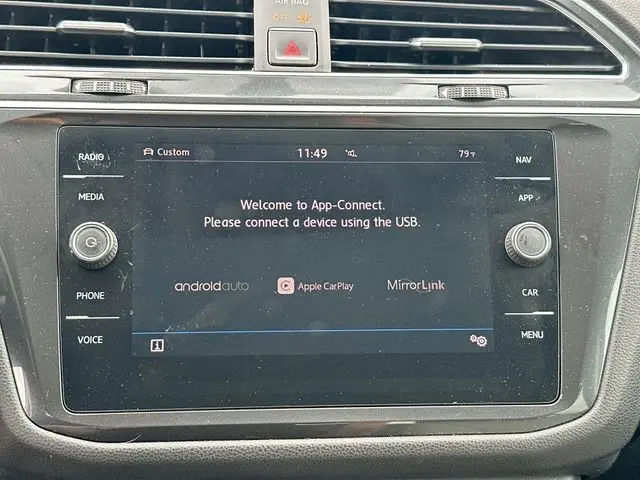 AIR BAG
OFF
RADIO
Custom
11:49
79°F
NAV
MEDIA
Welcome to App-Connect.
Please connect a device using the USB.
APP
PHONE
androidauto
Apple CarPlay
MirrorLink
CAR
VOICE
i
MENU